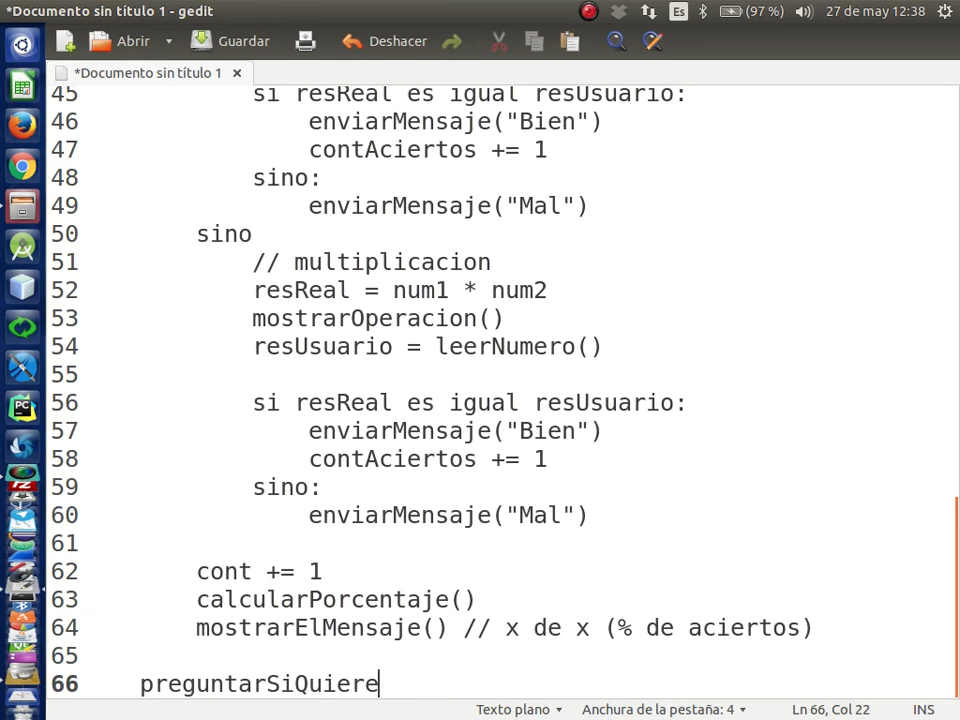 *Documento sin título 1 - gedit
Es
(97 %)
27 de may 12:38
Abrir
Guardar
Deshacer
*Documento sin título 1 ×
45 si resReal es igual resUsuario:
46 enviarMensaje("Bien")
47 contAciertos += 1
48 sino:
49 enviarMensaje("Mal")
50 sino
51 // multiplicacion
52 resReal = num1 * num2
53 mostrarOperacion()
54 resUsuario = leerNumero()
55
56 si resReal es igual resUsuario:
57 enviarMensaje("Bien")
58 contAciertos += 1
59 sino:
60 enviarMensaje("Mal")
61
62 cont += 1
63 calcularPorcentaje()
64 mostrarElMensaje() // x de x (% de aciertos)
65
66 preguntarSiQuiere
Texto plano
Anchura de la pestaña: 4
Ln 66, Col 22
INS
PC